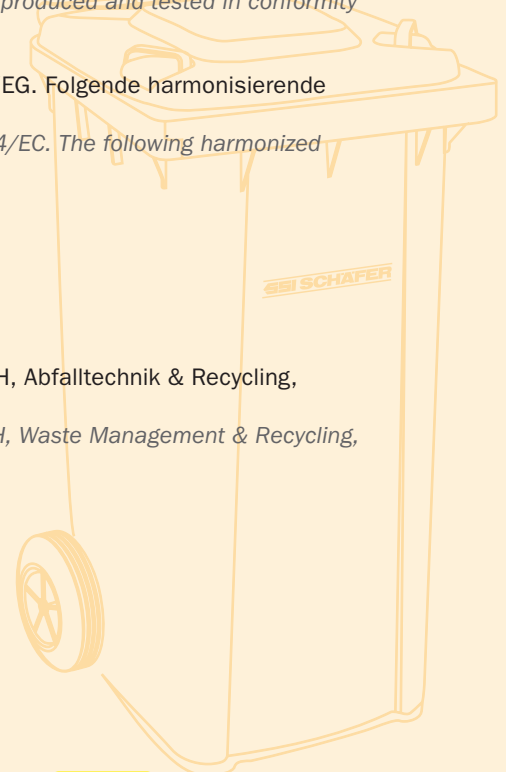 produced and tested in conformity
EG. Folgende harmonisierende
4/EC. The following harmonized
SSI SCHÄFER
H, Abfalltechnik & Recycling,
H, Waste Management & Recycling,